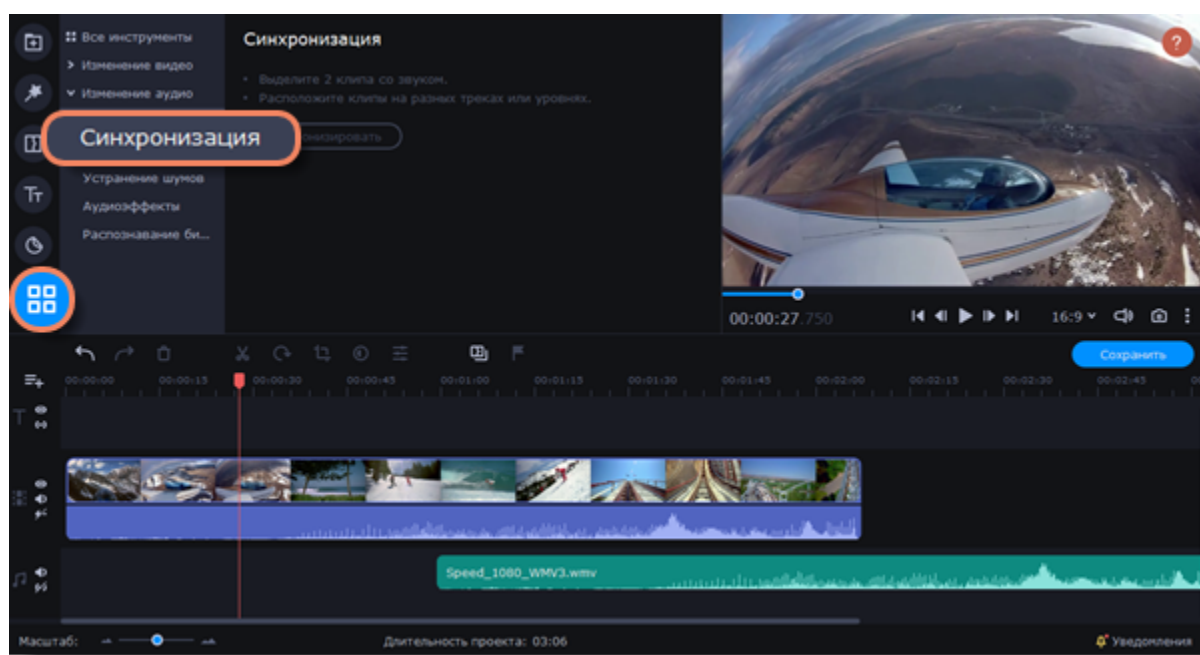 Все инструменты
Изменение видео
Изменение аудио
Синхронизация
Устранение шумов
Аудиоэффекты
Распознавание би...
Синхронизация
• Выделите 2 клипа со звуком.
• Расположите клипы на разных треках или уровнях.
?
00:00:27.750
16:9
Сохранить
00:00:00 00:00:15 00:00:30 00:00:45 00:01:00 00:01:15 00:01:30 00:01:45 00:02:00 00:02:15 00:02:30 00:02:45
Speed_1080_WMV3.wmv
Масштаб:
Длительность проекта: 03:06
Уведомления